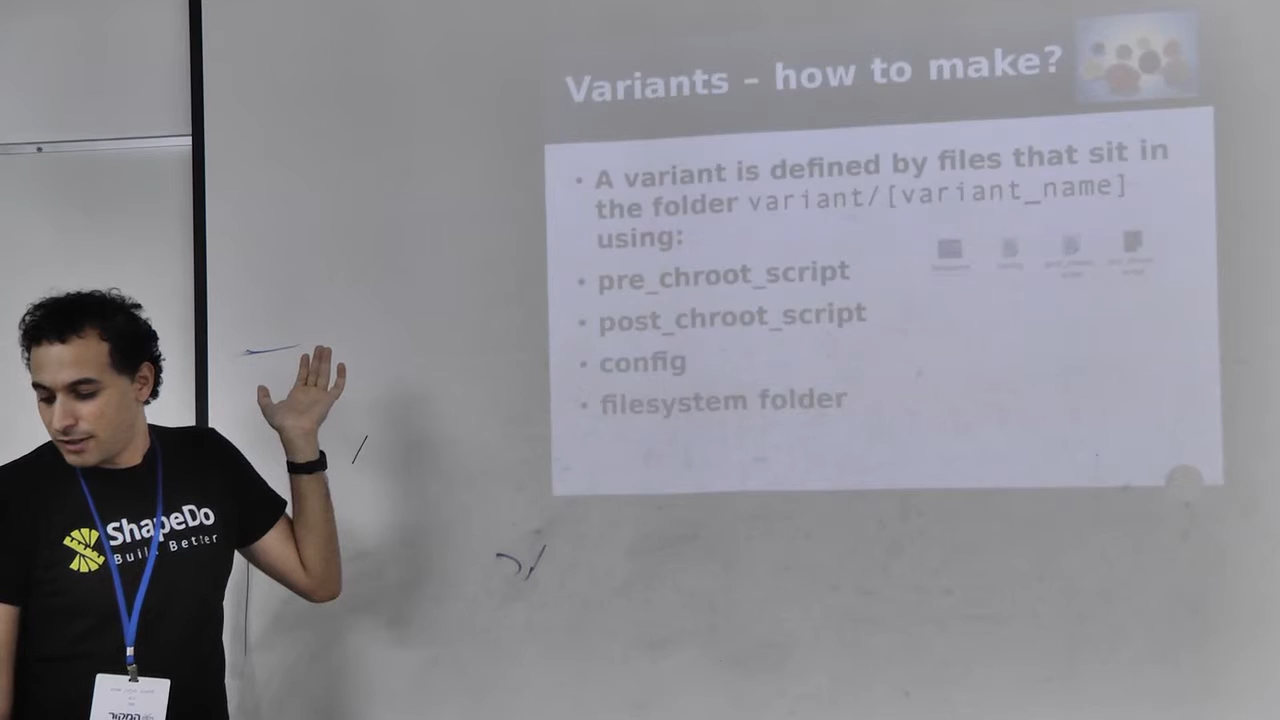 Variants – how to make?
• A variant is defined by files that sit in
the folder variant/[variant_name]
using:
• pre_chroot_script
• post_chroot_script
• config
• filesystem folder
ShapeDo
Build Better
המקור